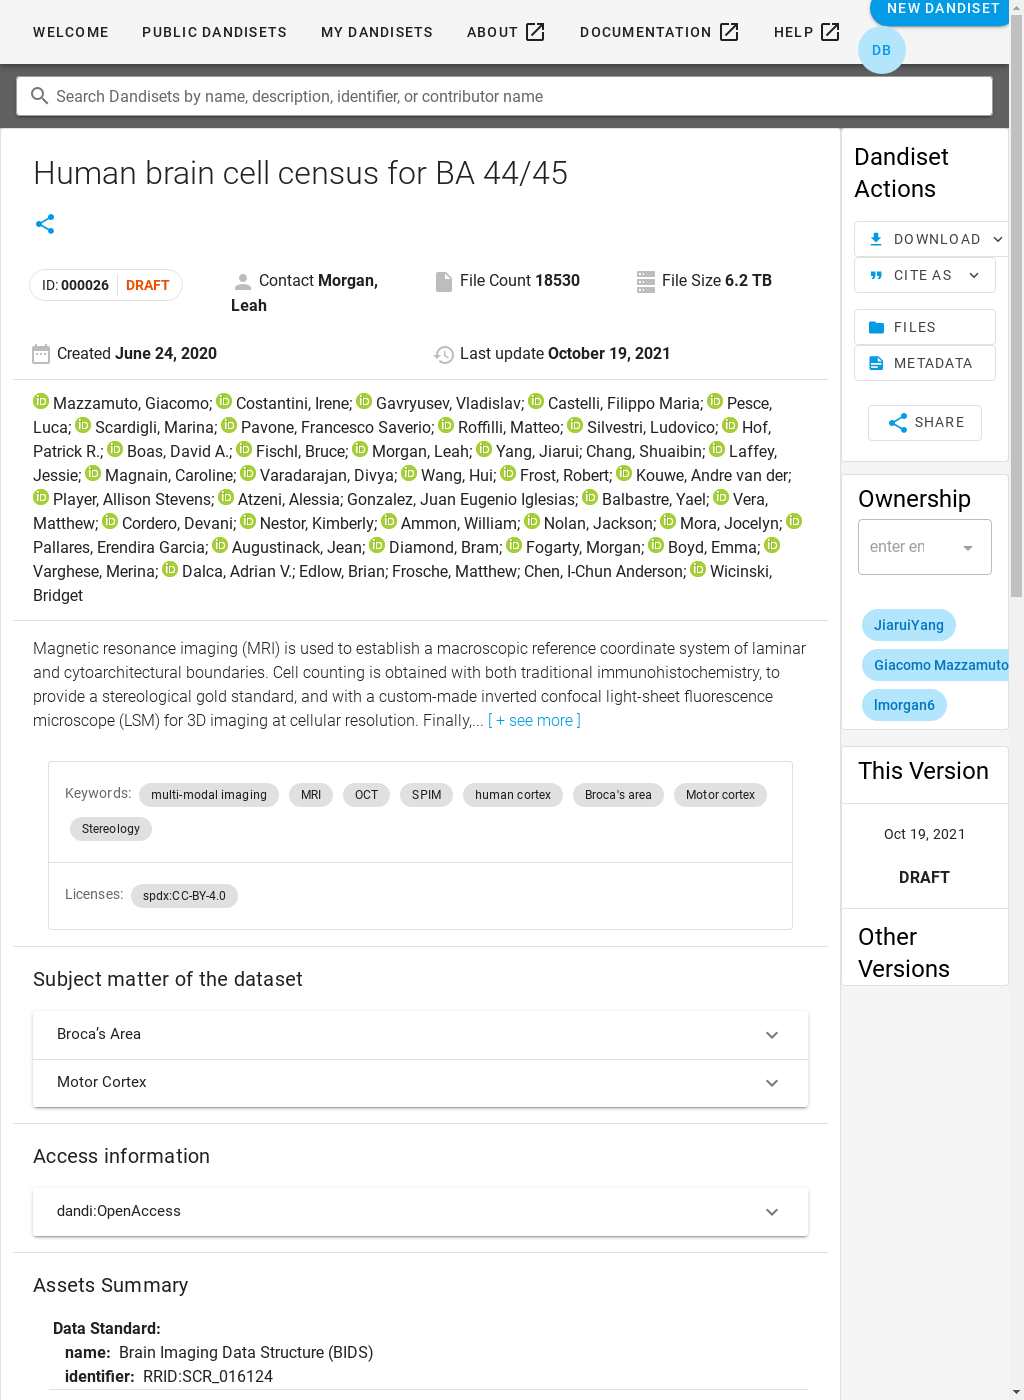 WELCOME PUBLIC DANDISETS MY DANDISETS ABOUT DOCUMENTATION HELP NEW DANDISET
DB
Search Dandisets by name, description, identifier, or contributor name
Human brain cell census for BA 44/45
ID: 000026 DRAFT
Contact Morgan,
Leah
File Count 18530
File Size 6.2 TB
Created June 24, 2020
Last update October 19, 2021
Mazzamuto, Giacomo; Costantini, Irene; Gavryusev, Vladislav; Castelli, Filippo Maria; Pesce,
Luca; Scardigli, Marina; Pavone, Francesco Saverio; Roffilli, Matteo; Silvestri, Ludovico; Hof,
Patrick R.; Boas, David A.; Fischl, Bruce; Morgan, Leah; Yang, Jiarui; Chang, Shuaibin; Laffey,
Jessie; Magnain, Caroline; Varadarajan, Divya; Wang, Hui; Frost, Robert; Kouwe, Andre van der;
Player, Allison Stevens; Atzeni, Alessia; Gonzalez, Juan Eugenio Iglesias; Balbastre, Yael; Vera,
Matthew; Cordero, Devani; Nestor, Kimberly; Ammon, William; Nolan, Jackson; Mora, Jocelyn;
Pallares, Erendira Garcia; Augustinack, Jean; Diamond, Bram; Fogarty, Morgan; Boyd, Emma;
Varghese, Merina; Dalca, Adrian V.; Edlow, Brian; Frosche, Matthew; Chen, I-Chun Anderson; Wicinski,
Bridget
Magnetic resonance imaging (MRI) is used to establish a macroscopic reference coordinate system of laminar
and cytoarchitectural boundaries. Cell counting is obtained with both traditional immunohistochemistry, to
provide a stereological gold standard, and with a custom-made inverted confocal light-sheet fluorescence
microscope (LSM) for 3D imaging at cellular resolution. Finally,... [ + see more ]
Keywords: multi-modal imaging MRI OCT SPIM human cortex Broca's area Motor cortex
Stereology
Licenses: spdx:CC-BY-4.0
Subject matter of the dataset
Broca’s Area
Motor Cortex
Access information
dandi:OpenAccess
Assets Summary
Data Standard:
name: Brain Imaging Data Structure (BIDS)
identifier: RRID:SCR_016124
Dandiset
Actions
DOWNLOAD
CITE AS
FILES
METADATA
SHARE
Ownership
enter en
JiaruiYang
Giacomo Mazzamuto
lmorgan6
This Version
Oct 19, 2021
DRAFT
Other
Versions